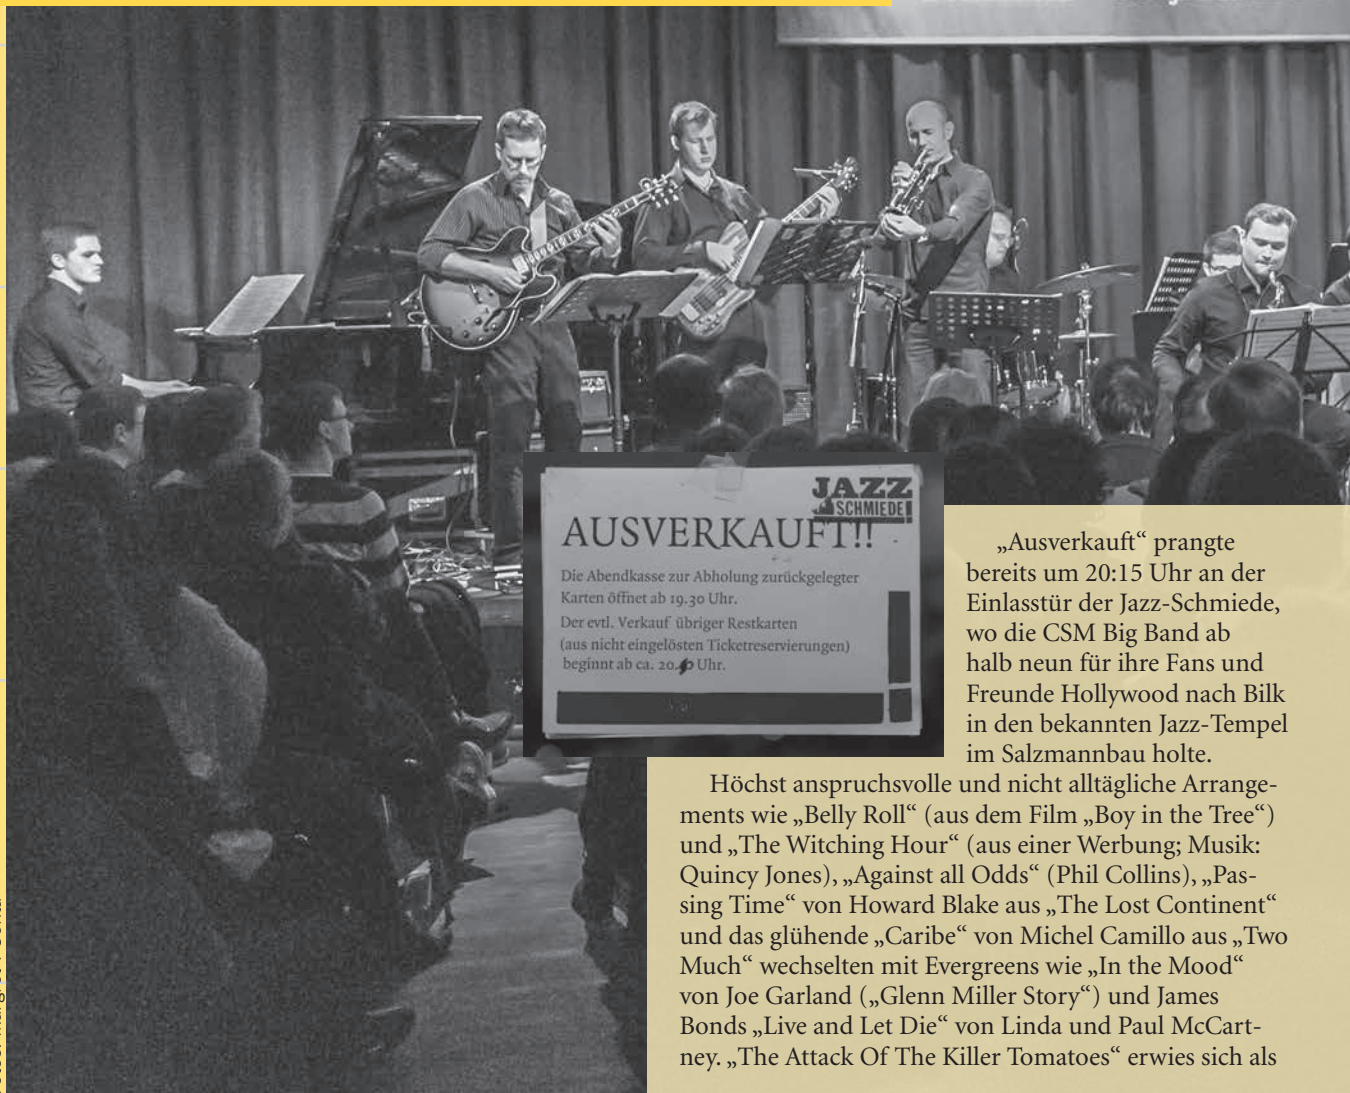 JAZZ
SCHMIEDE!
AUSVERKAUFT!!
Die Abendkasse zur Abholung zurückgelegter
Karten öffnet ab 19.30 Uhr.
Der evtl. Verkauf übriger Restkarten
(aus nicht eingelösten Ticketreservierungen)
beginnt ab ca. 20. Uhr.
„Ausverkauft“ prangte
bereits um 20:15 Uhr an der
Einlasstür der Jazz-Schmiede,
wo die CSM Big Band ab
halb neun für ihre Fans und
Freunde Hollywood nach Bilk
in den bekannten Jazz-Tempel
im Salzmannbau holte.
Höchst anspruchsvolle und nicht alltägliche Arrange-
ments wie „Belly Roll“ (aus dem Film „Boy in the Tree“)
und „The Witching Hour“ (aus einer Werbung; Musik:
Quincy Jones), „Against all Odds“ (Phil Collins), „Pas-
sing Time“ von Howard Blake aus „The Lost Continent“
und das glühende „Caribe“ von Michel Camillo aus „Two
Much“ wechselten mit Evergreens wie „In the Mood“
von Joe Garland („Glenn Miller Story“) und James
Bonds „Live and Let Die“ von Linda und Paul McCart-
ney. „The Attack Of The Killer Tomatoes“ erwies sich als